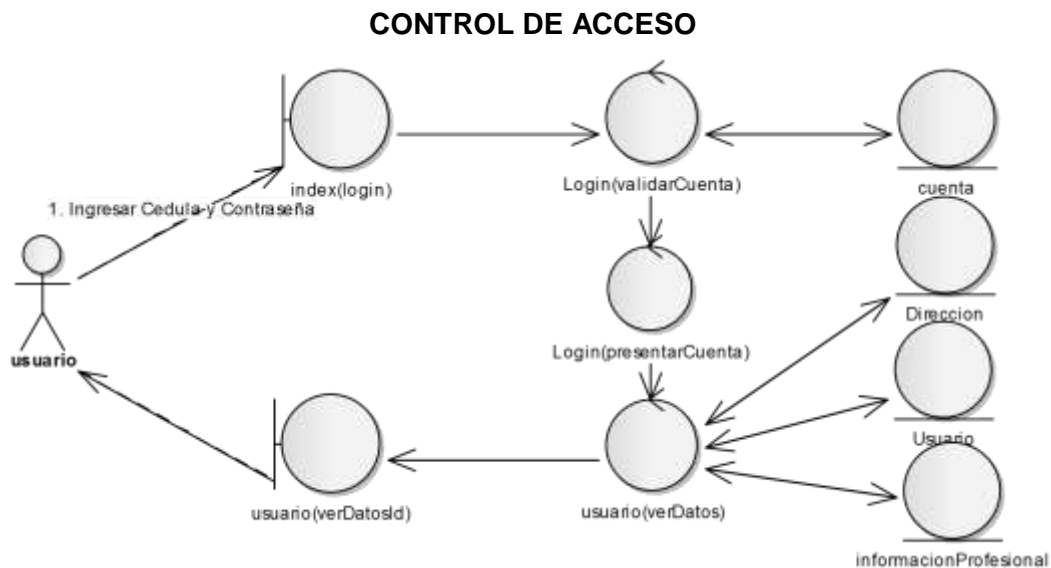 CONTROL DE ACCESO
index(login)
Login(validarCuenta)
cuenta
1. Ingresar Cedula y Contraseña
usuario
Login(presentarCuenta)
Direccion
Usuario
usuario(verDatosId)
usuario(verDatos)
informacionProfesional